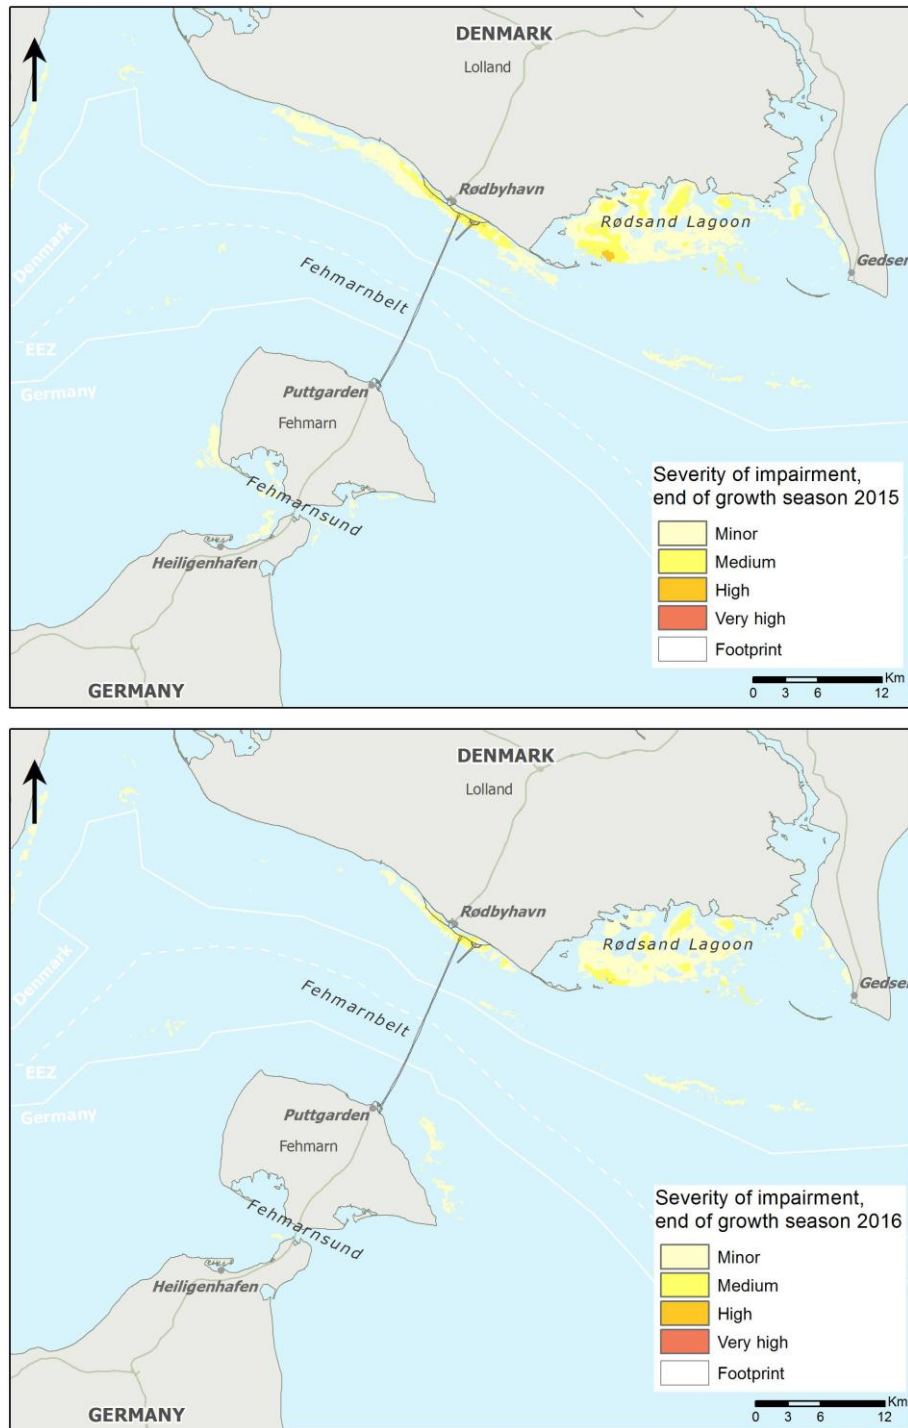 DENMARK
Lolland
Rødbyhavn
Rødsand Lagoon
Gedser
Denmark
Fehmarnbelt
EEZ
Germany
Puttgarden
Fehmarn
Fehmarnsund
Heiligenhafen
GERMANY
Severity of impairment,
end of growth season 2015
Minor
Medium
High
Very high
Footprint
Km
0 3 6 12
DENMARK
Lolland
Rødbyhavn
Rødsand Lagoon
Gedser
Denmark
Fehmarnbelt
EEZ
Germany
Puttgarden
Fehmarn
Fehmarnsund
Heiligenhafen
GERMANY
Severity of impairment,
end of growth season 2016
Minor
Medium
High
Very high
Footprint
Km
0 3 6 12